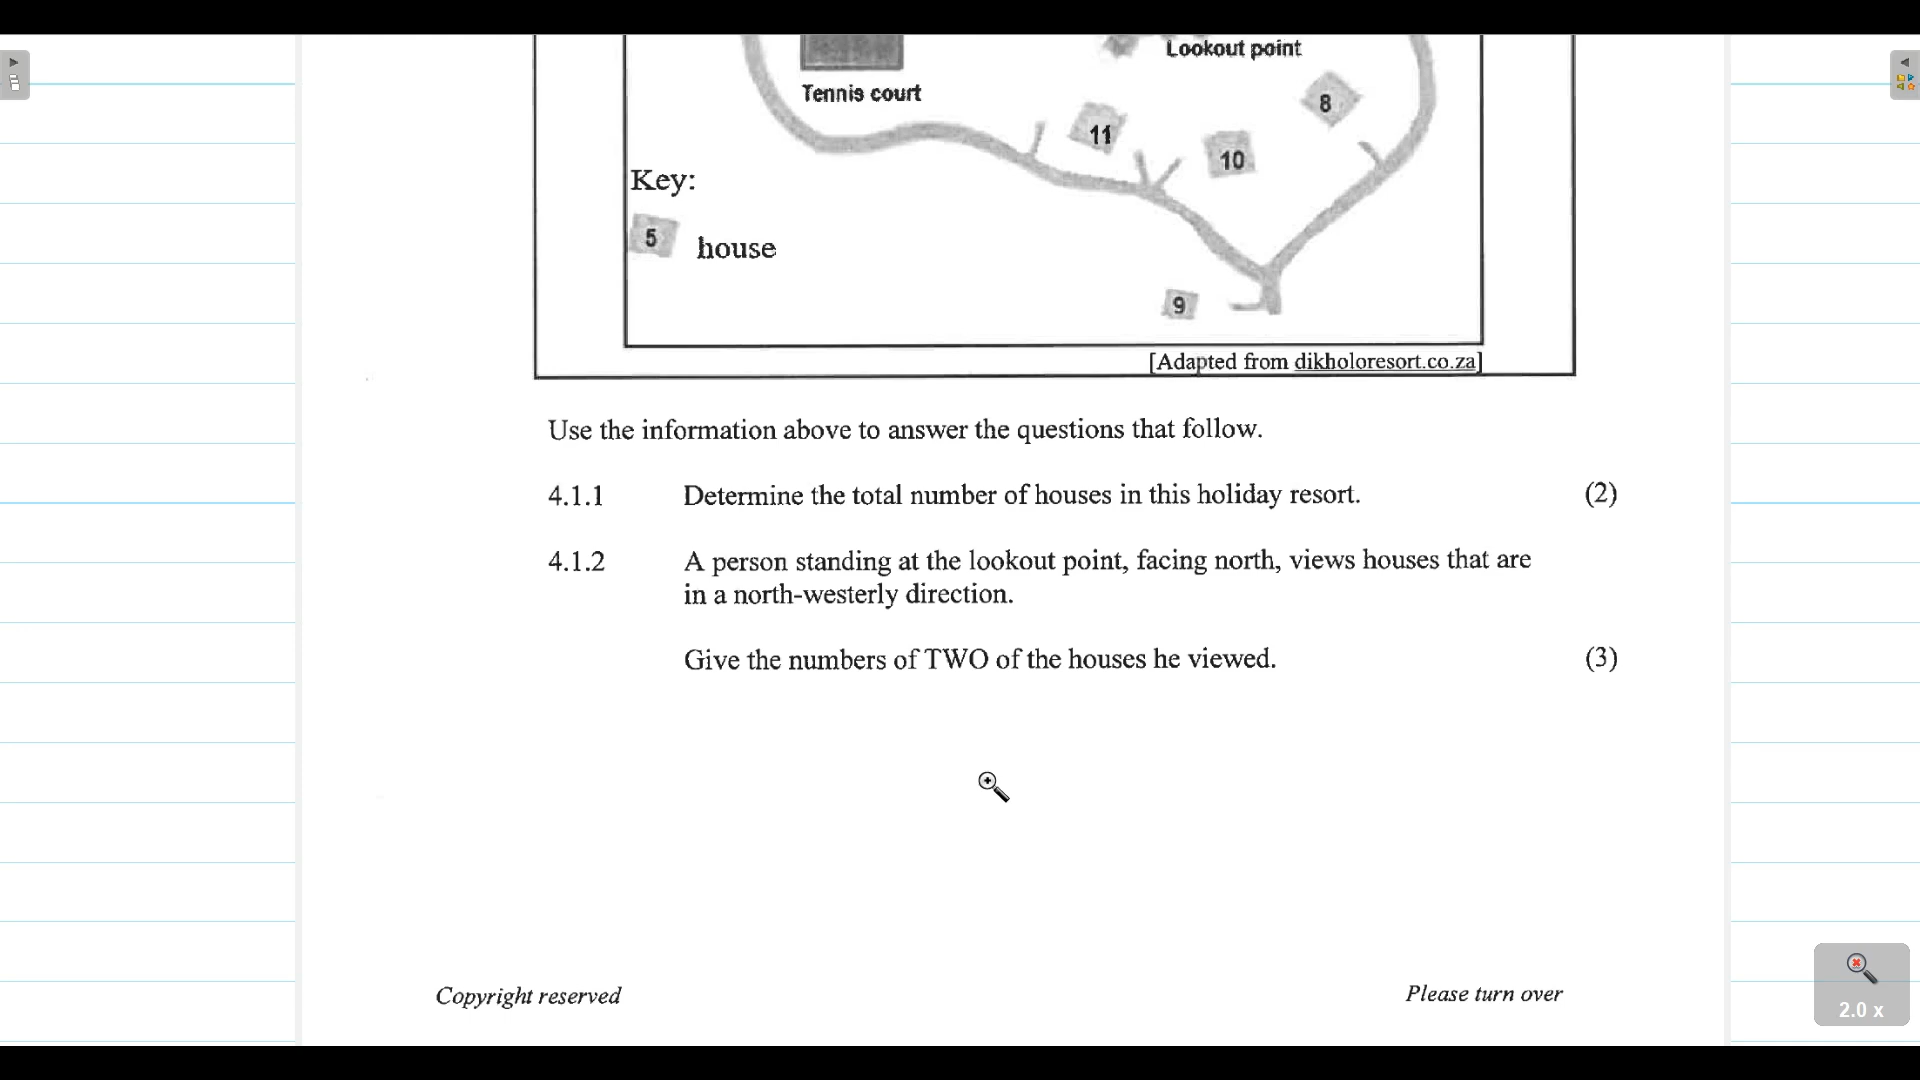 Lookout point
Tennis court
8
11
10
Key:
5 house
9
[Adapted from dikholoresort.co.za]
Use the information above to answer the questions that follow.
4.1.1 Determine the total number of houses in this holiday resort. (2)
4.1.2 A person standing at the lookout point, facing north, views houses that are
in a north-westerly direction.
Give the numbers of TWO of the houses he viewed. (3)
Copyright reserved
Please turn over
2.0 x